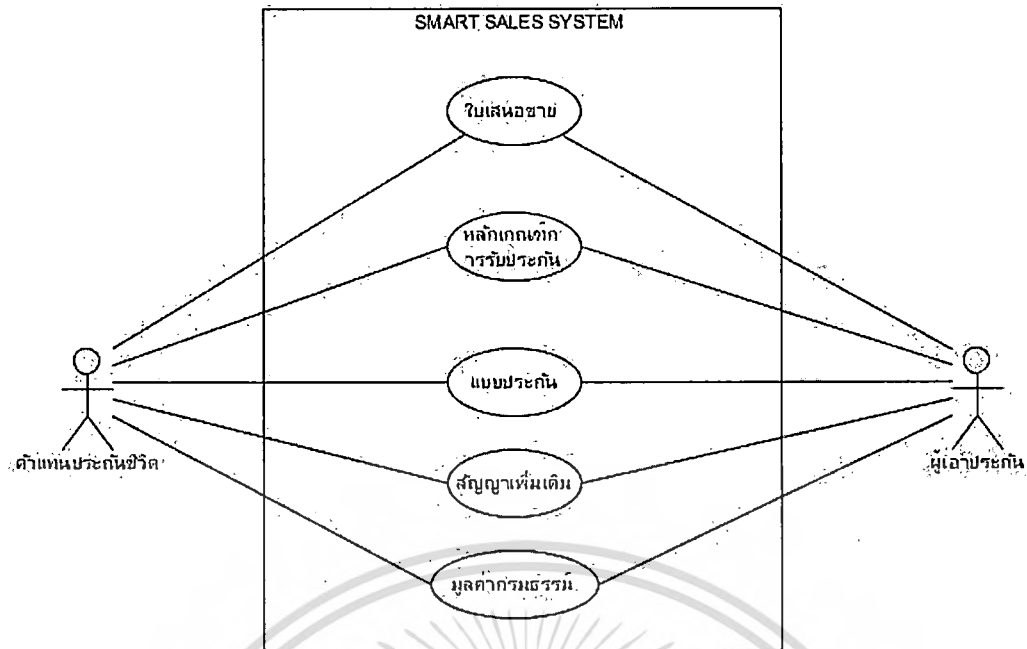 SMART SALES SYSTEM
ใบเสนอขาย
หลักเกณฑ์กา
ารรับประกัน
แบบประกัน
ตัวแทนประกันชีวิต
ผู้เอาประกัน
สัญญาเพิ่มเติม
มูลค่ากรมธรรม์